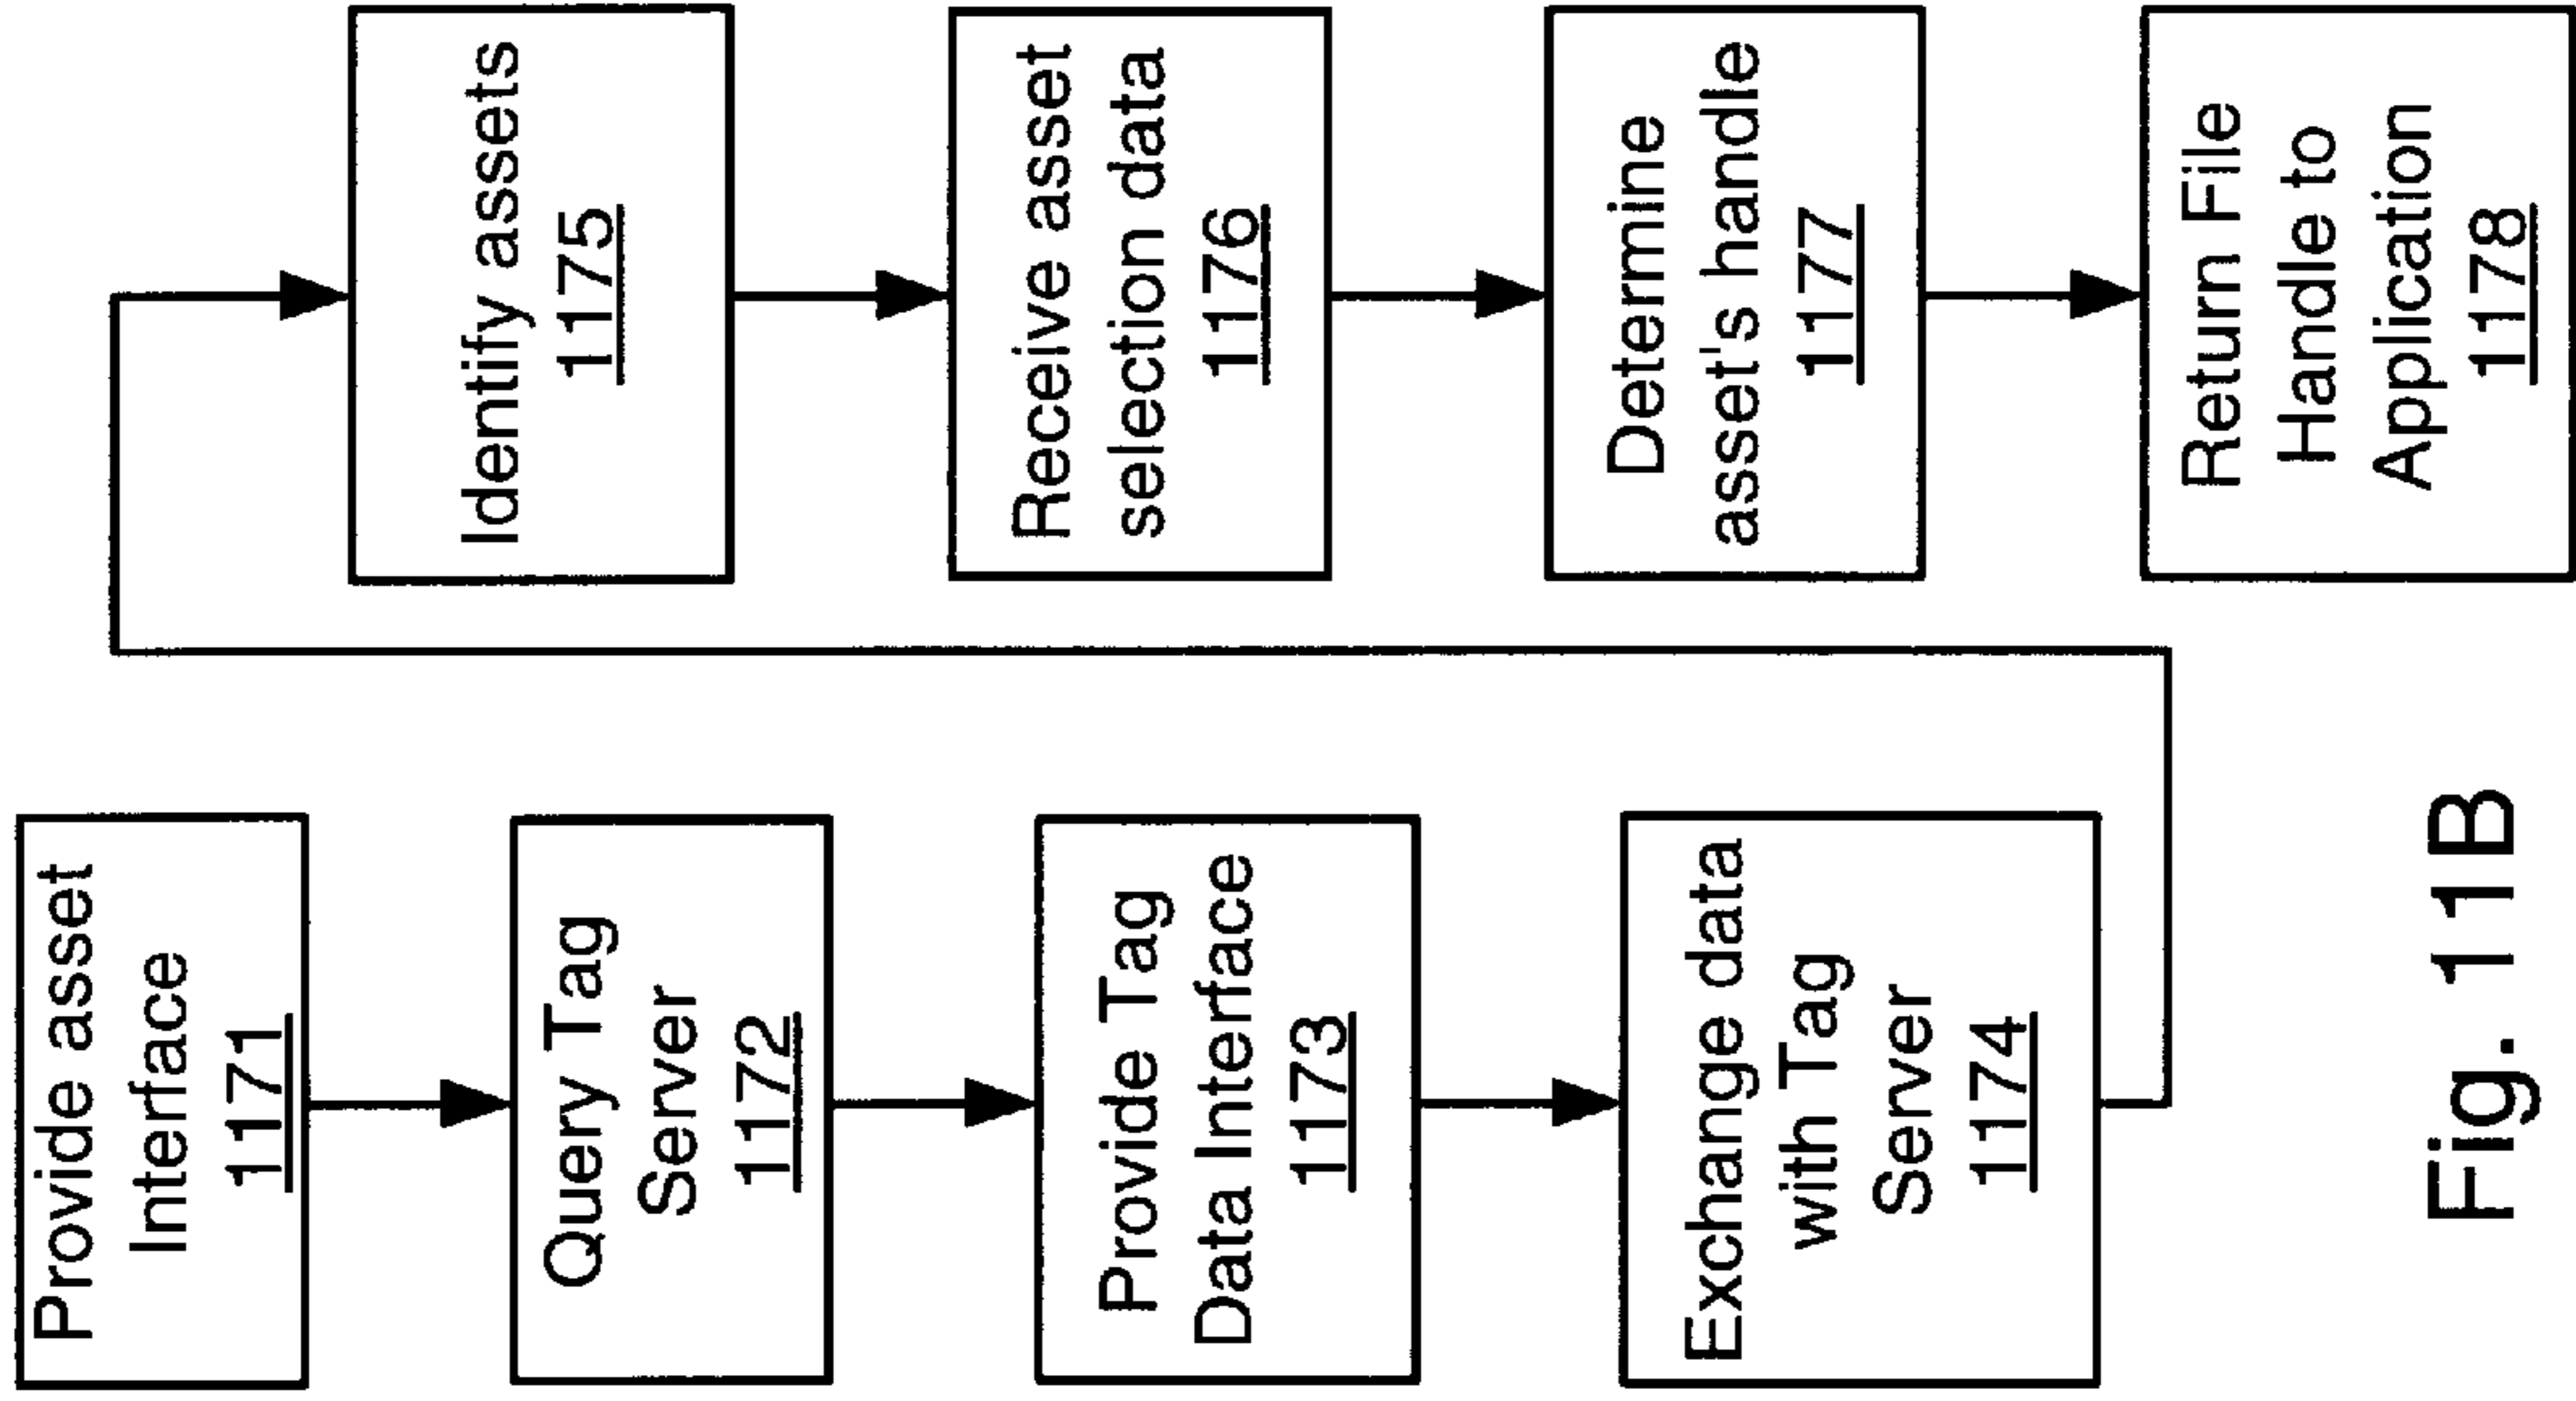 Provide asset
Interface
1171
Query Tag
Server
1172
Provide Tag
Data Interface
1173
Exchange data
with Tag
Server
1174
Identify assets
1175
Receive asset
selection data
1176
Determine
asset's handle
1177
Return File
Handle to
Application
1178
Fig. 11B